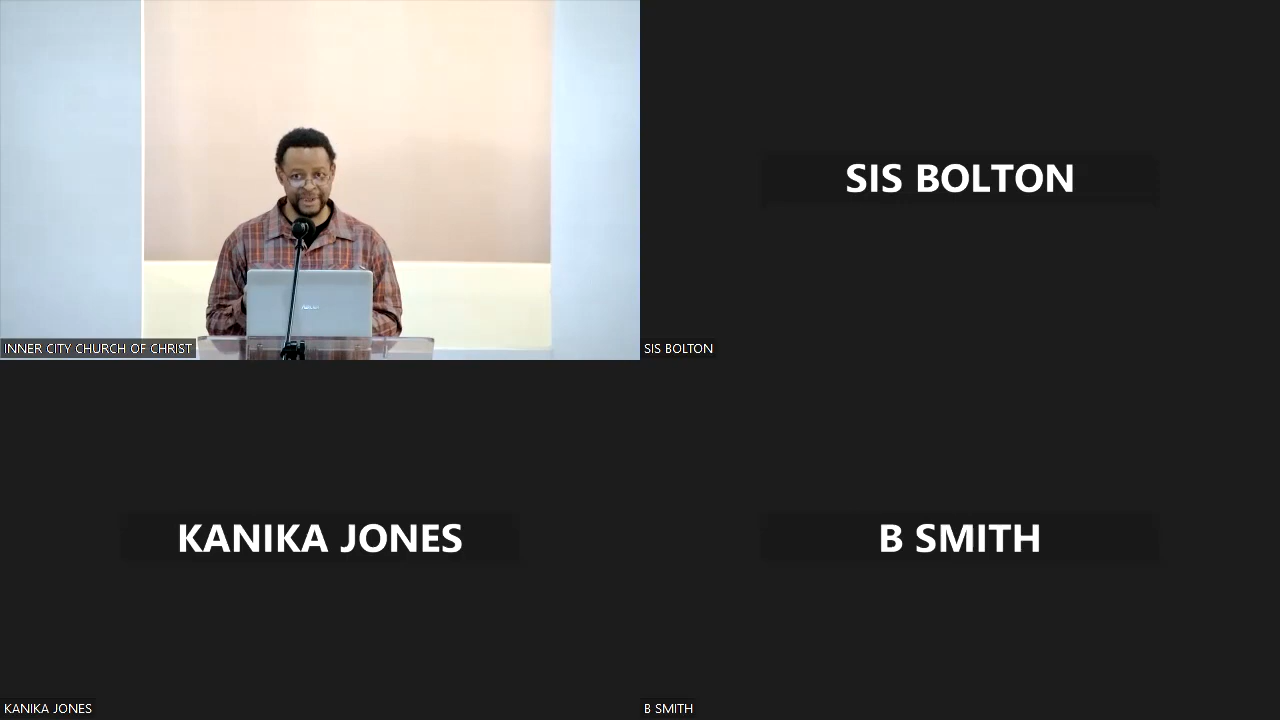 SIS BOLTON
INNER CITY CHURCH OF CHRIST
SIS BOLTON
KANIKA JONES
B SMITH
KANIKA JONES
B SMITH